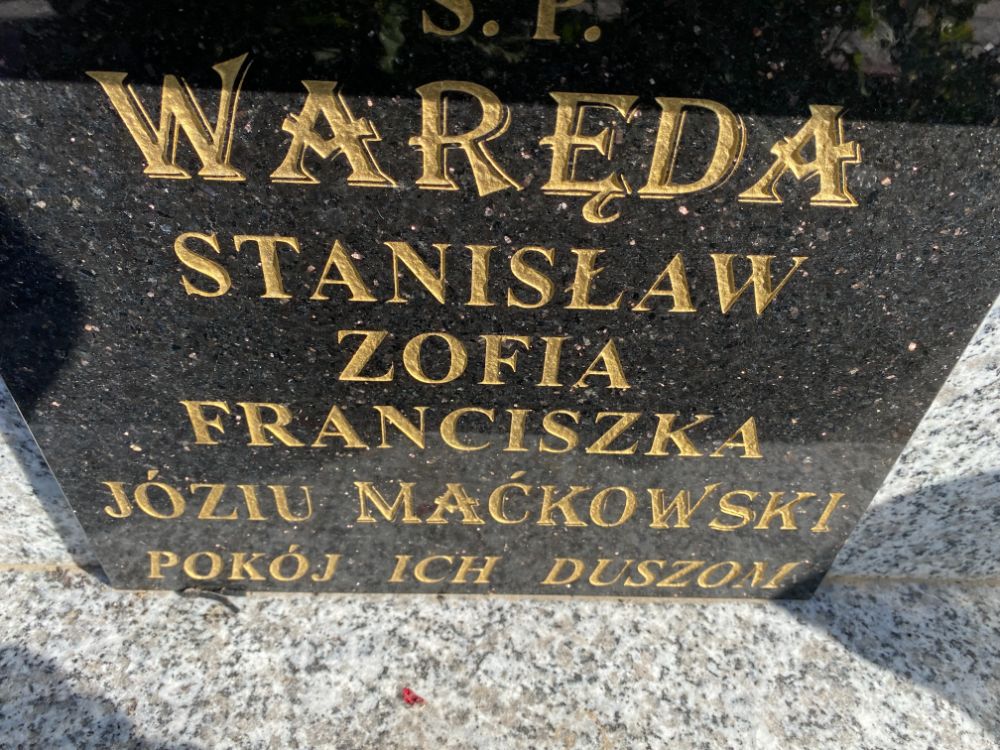 S. P.
WARĘDA
STANISŁAW
ZOFIA
FRANCISZKA
JÓZIU MAĆKOWSKI
POKÓJ ICH DUSZOM